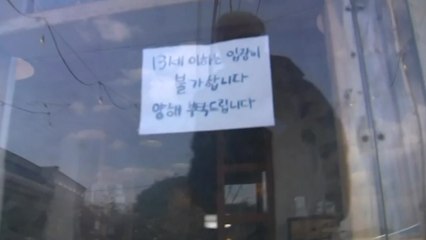 13세 이하는 입장이
불가합니다
양해 부탁드립니다